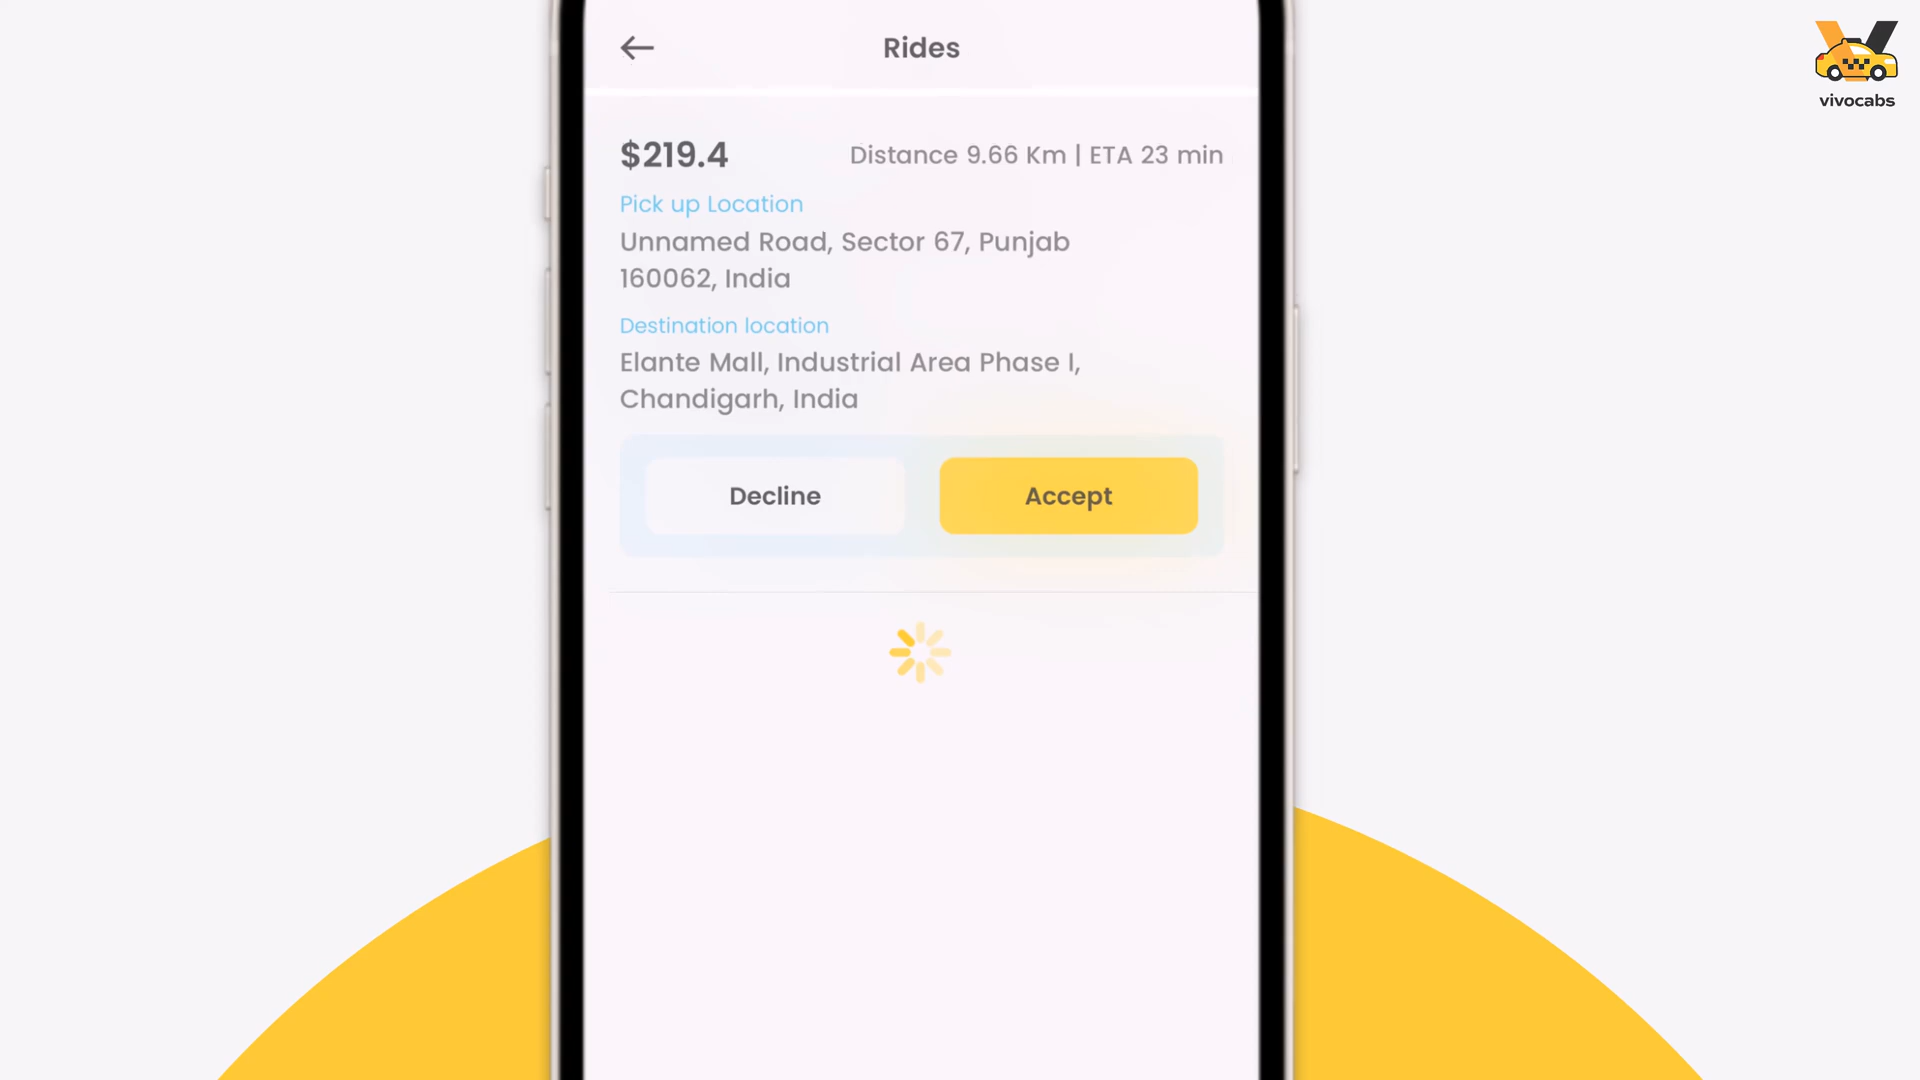 Rides
vivocabs
$219.4
Distance 9.66 Km | ETA 23 min
Pick up Location
Unnamed Road, Sector 67, Punjab
160062, India
Destination location
Elante Mall, Industrial Area Phase I,
Chandigarh, India
Decline
Accept